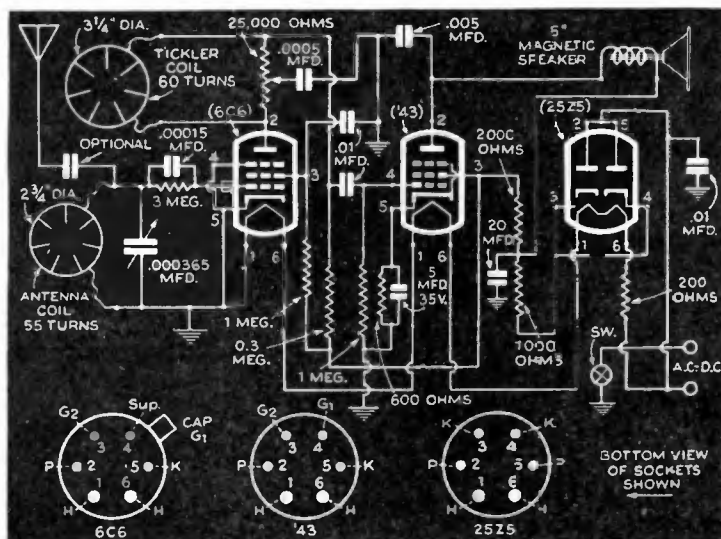 3¼" DIA.
TICKLER
COIL
60 TURNS
25,000 OHMS
.0005
MFD.
.005
MFD.
5"
MAGNETIC
SPEAKER
(6C6)
('43)
(25Z5)
OPTIONAL
.00015
MFD.
3 MEG.
2¾" DIA.
.000365
MFD.
ANTENNA
COIL
55 TURNS
.01
MFD.
2000
OHMS
20
MFD.
5
MFD.
35V.
.01
MFD.
200
OHMS
1 MEG.
0.3
MEG.
1 MEG.
600 OHMS
1000
OHMS
SW.
A.C.-D.C.
2
4
3
5
1 6
2
4
3
5
1 6
2 5
3
4
1 6
G2 Sup. CAP
G1
3 4
P 2 5 K
1 6
H H
6C6
G2 G1
3 4
P 2 5 K
1 6
H H
'43
K K
3 4
P 2 5 P
1 6
H H
25Z5
BOTTOM VIEW
OF SOCKETS
SHOWN